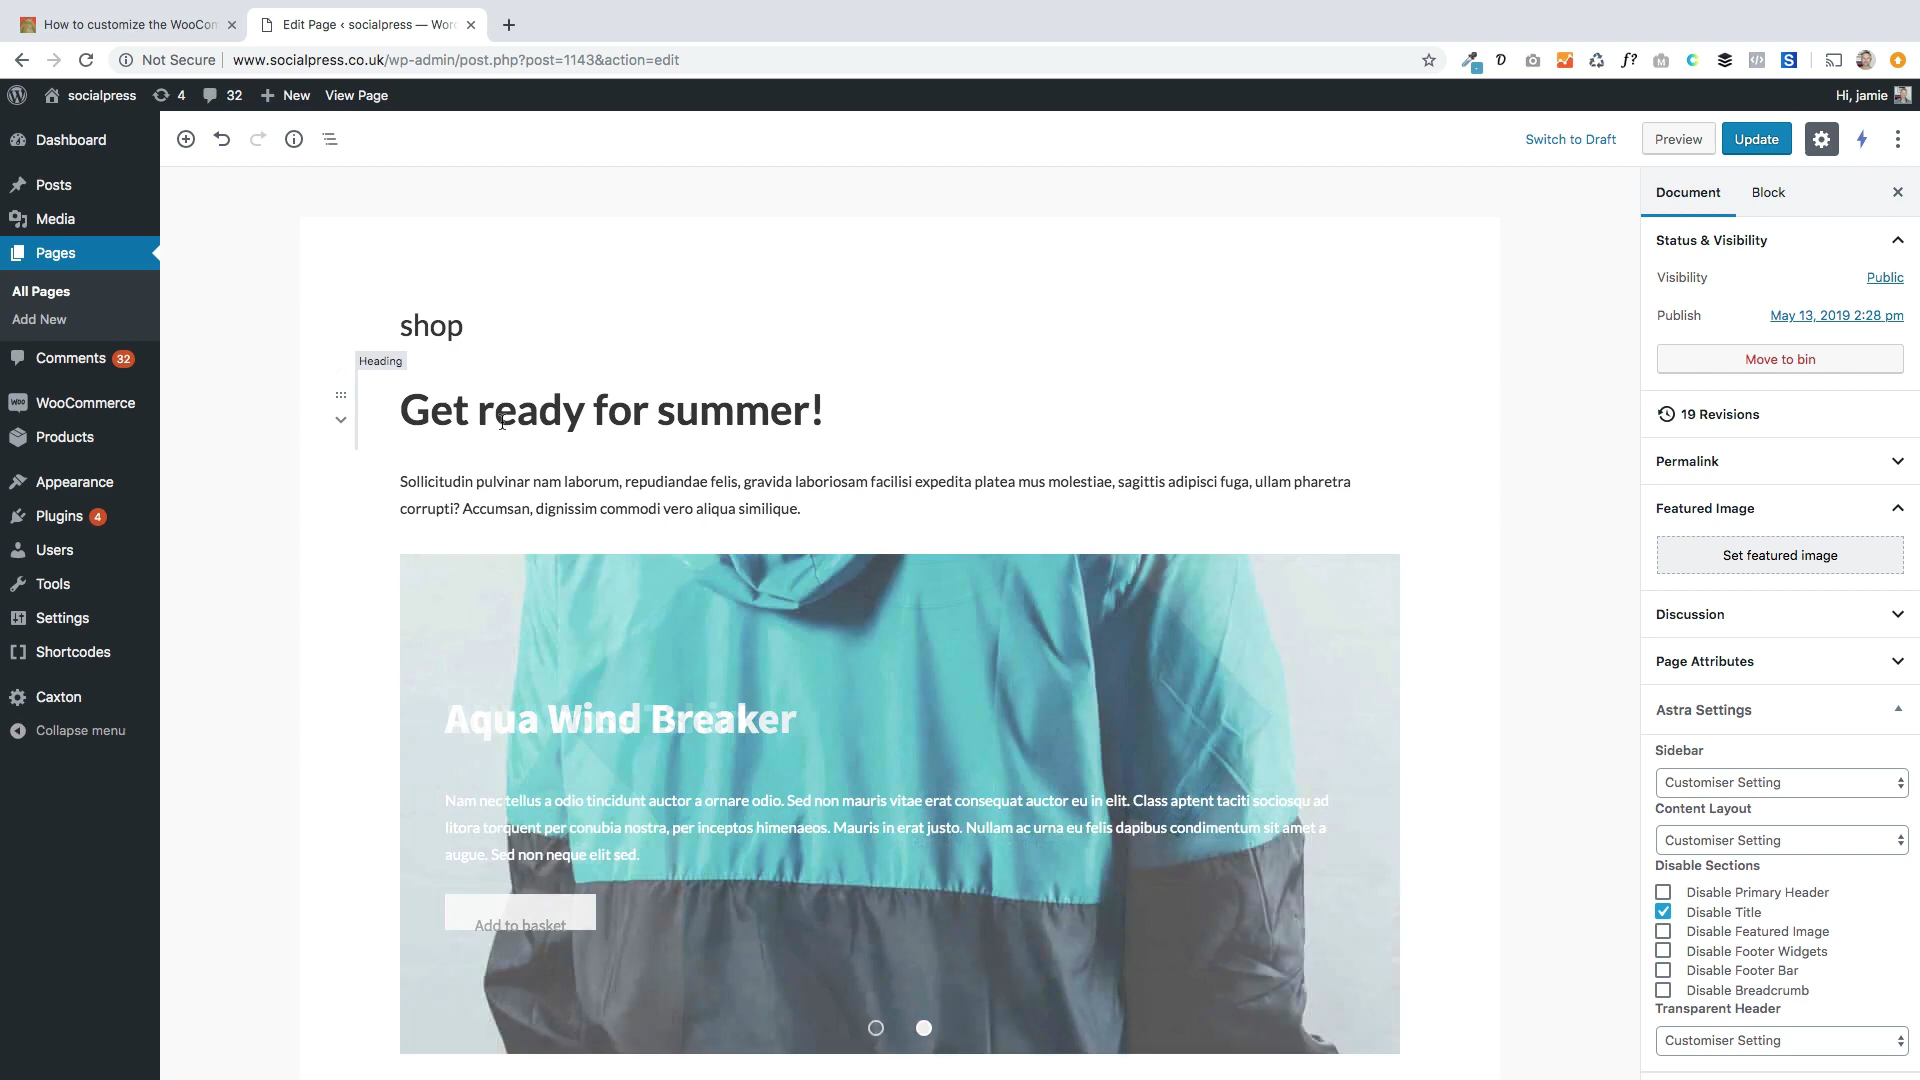 How to customize the WooCom
Edit Page ‹ socialpress — Word
Not Secure
www.socialpress.co.uk/wp-admin/post.php?post=1143&action=edit
socialpress
4
32
New
View Page
Hi, jamie
Dashboard
Posts
Media
Pages
All Pages
Add New
Comments 32
WooCommerce
Products
Appearance
Plugins 4
Users
Tools
Settings
Shortcodes
Caxton
Collapse menu
Switch to Draft
Preview
Update
shop
Heading
Get ready for summer!
Sollicitudin pulvinar nam laborum, repudiandae felis, gravida laboriosam facilisi expedita platea mus molestiae, sagittis adipisci fuga, ullam pharetra
corrupti? Accumsan, dignissim commodi vero aliqua similique.
Aqua Wind Breaker
Nam nec tellus a odio tincidunt auctor a ornare odio. Sed non mauris vitae erat consequat auctor eu in elit. Class aptent taciti sociosqu ad
litora torquent per conubia nostra, per inceptos himenaeos. Mauris in erat justo. Nullam ac urna eu felis dapibus condimentum sit amet a
augue. Sed non neque elit sed.
Add to basket
Document
Block
Status & Visibility
Visibility
Public
Publish
May 13, 2019 2:28 pm
Move to bin
19 Revisions
Permalink
Featured Image
Set featured image
Discussion
Page Attributes
Astra Settings
Sidebar
Customiser Setting
Content Layout
Customiser Setting
Disable Sections
Disable Primary Header
Disable Title
Disable Featured Image
Disable Footer Widgets
Disable Footer Bar
Disable Breadcrumb
Transparent Header
Customiser Setting